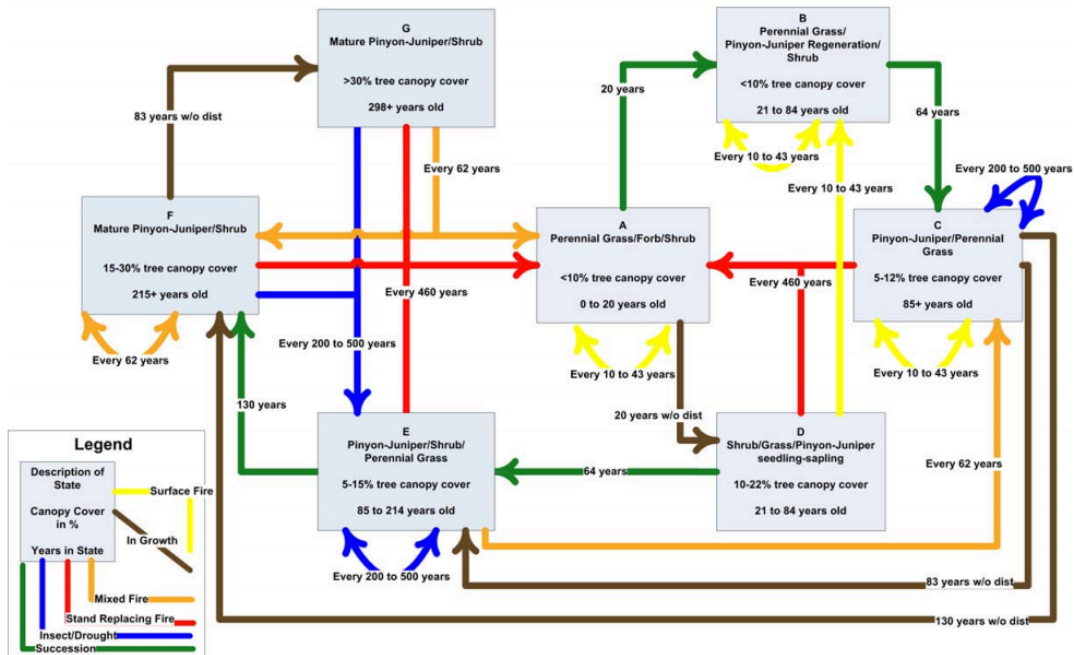 G
Mature Pinyon-Juniper/Shrub
>30% tree canopy cover
298+ years old
B
Perennial Grass/
Pinyon-Juniper Regeneration/
Shrub
<10% tree canopy cover
21 to 84 years old
83 years w/o dist
20 years
64 years
Every 62 years
Every 10 to 43 years
Every 200 to 500 years
Every 10 to 43 years
F
Mature Pinyon-Juniper/Shrub
15-30% tree canopy cover
215+ years old
A
Perennial Grass/Forb/Shrub
<10% tree canopy cover
0 to 20 years old
C
Pinyon-Juniper/Perennial
Grass
5-12% tree canopy cover
85+ years old
Every 460 years
Every 460 years
Every 200 to 500 years
Every 62 years
Every 10 to 43 years
Every 10 to 43 years
130 years
20 years w/o dist
E
Pinyon-Juniper/Shrub/
Perennial Grass
5-15% tree canopy cover
85 to 214 years old
64 years
D
Shrub/Grass/Pinyon-Juniper
seedling-sapling
10-22% tree canopy cover
21 to 84 years old
Every 62 years
Every 200 to 500 years
83 years w/o dist
130 years w/o dist
Legend
Description of
State
Canopy Cover
in %
Years in State
Surface Fire
In Growth
Mixed Fire
Stand Replacing Fire
Insect/Drought
Succession